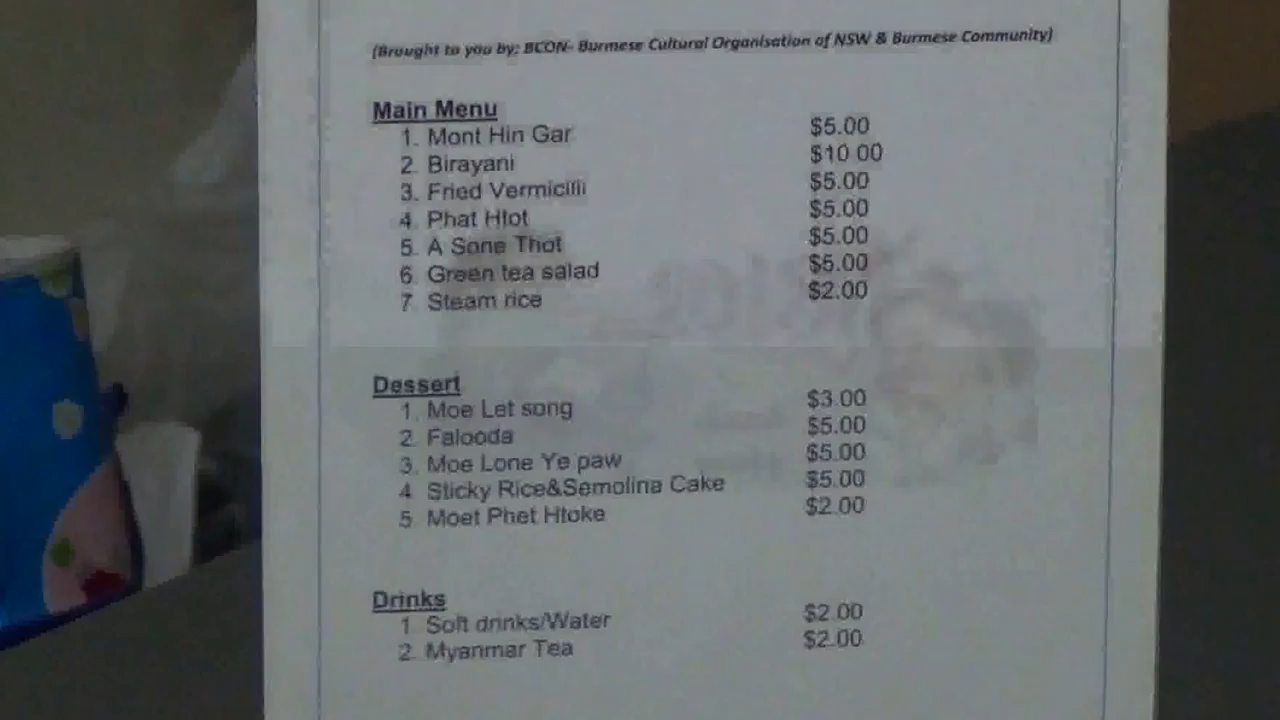 (Brought to you by: BCON- Burmese Cultural Organisation of NSW & Burmese Community)
Main Menu
1. Mont Hin Gar $5.00
2. Birayani $10.00
3. Fried Vermicilli $5.00
4. Phat Htot $5.00
5. A Sone Thot $5.00
6. Green tea salad $5.00
7. Steam rice $2.00
Dessert
1. Moe Let song $3.00
2. Falooda $5.00
3. Moe Lone Ye paw $5.00
4. Sticky Rice&Semolina Cake $5.00
5. Moet Phet Htoke $2.00
Drinks
1. Soft drinks/Water $2.00
2. Myanmar Tea $2.00